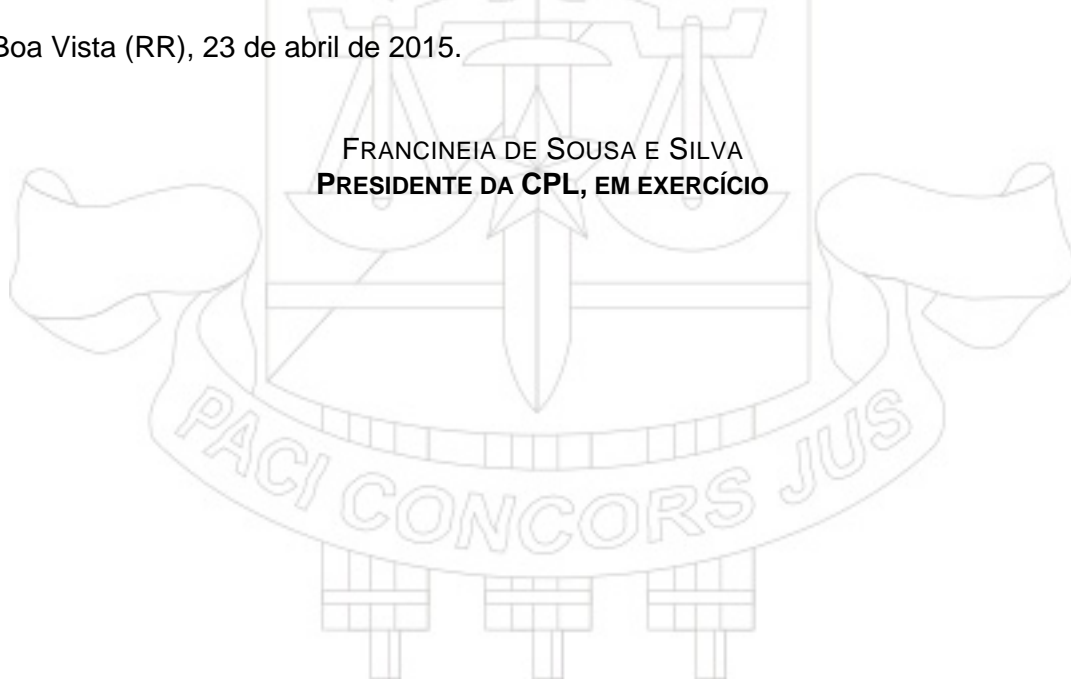 Boa Vista (RR), 23 de abril de 2015.
FRANCINEIA DE SOUSA E SILVA
PRESIDENTE DA CPL, EM EXERCÍCIO
PACI CONCORS JUS